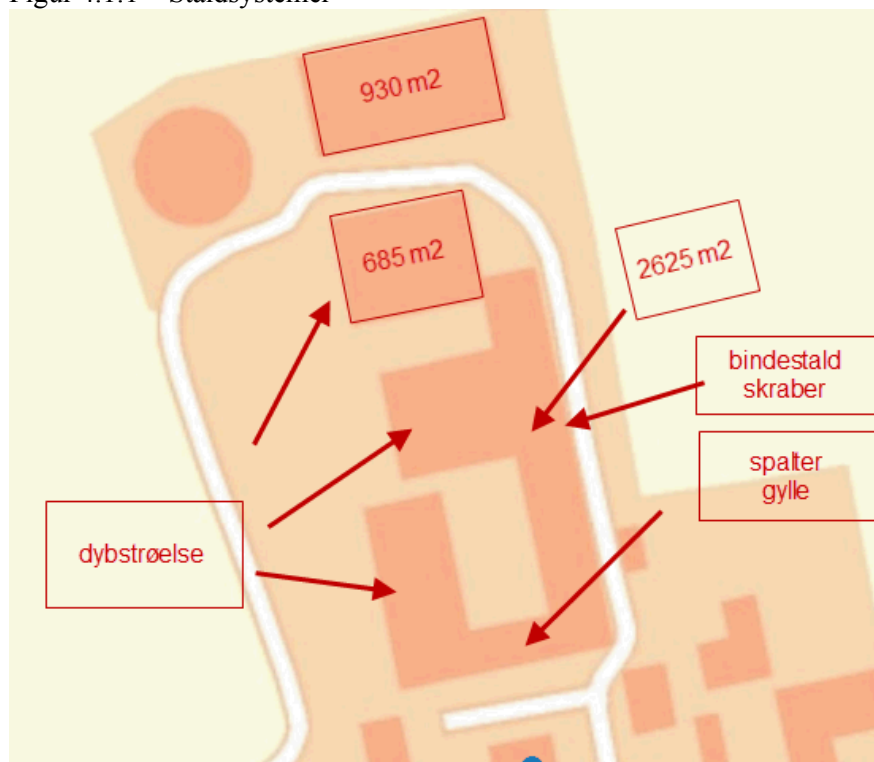 930 m2
685 m2
2625 m2
bindestald
skraber
spalter
gylle
dybstrøelse